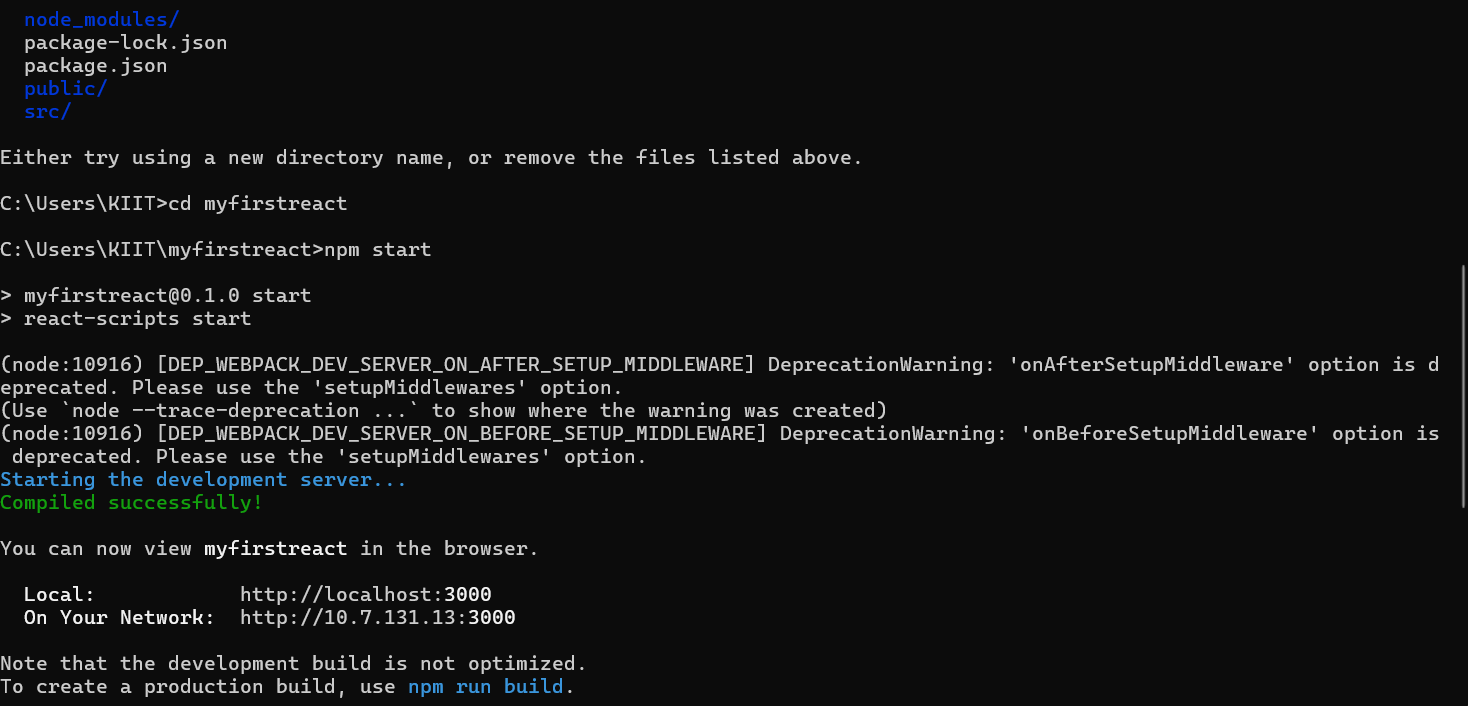 node_modules/
package-lock.json
package.json
public/
src/
Either try using a new directory name, or remove the files listed above.
C:\Users\KIIT>cd myfirstreact
C:\Users\KIIT\myfirstreact>npm start
> myfirstreact@0.1.0 start
> react-scripts start
(node:10916) [DEP_WEBPACK_DEV_SERVER_ON_AFTER_SETUP_MIDDLEWARE] DeprecationWarning: 'onAfterSetupMiddleware' option is d
eprecated. Please use the 'setupMiddlewares' option.
(Use `node --trace-deprecation ...` to show where the warning was created)
(node:10916) [DEP_WEBPACK_DEV_SERVER_ON_BEFORE_SETUP_MIDDLEWARE] DeprecationWarning: 'onBeforeSetupMiddleware' option is
 deprecated. Please use the 'setupMiddlewares' option.
Starting the development server...
Compiled successfully!
You can now view myfirstreact in the browser.
Local:            http://localhost:3000
On Your Network:  http://10.7.131.13:3000
Note that the development build is not optimized.
To create a production build, use npm run build.